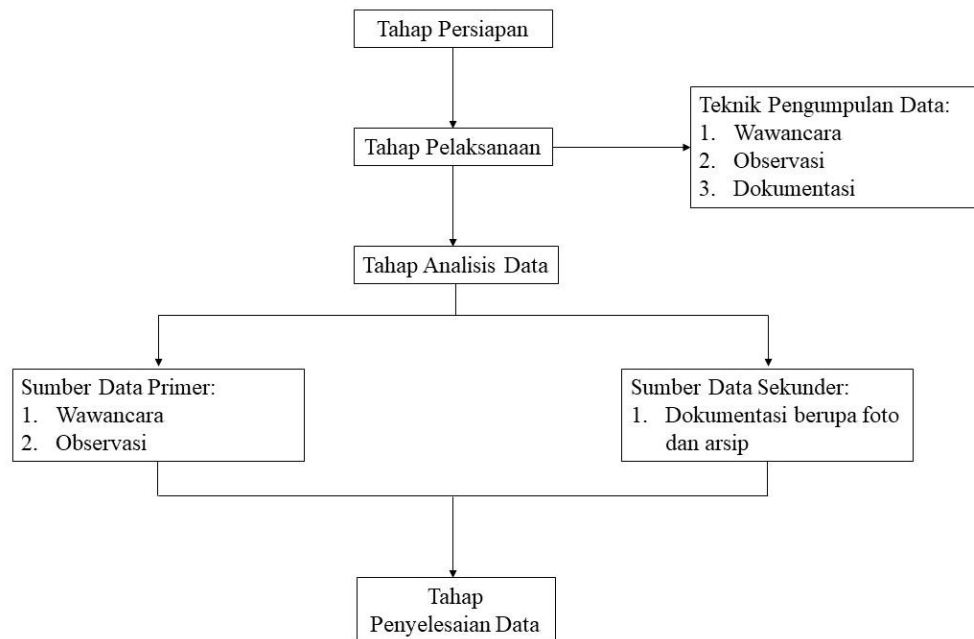 Tahap Persiapan
Teknik Pengumpulan Data:
1. Wawancara
2. Observasi
3. Dokumentasi
Tahap Pelaksanaan
Tahap Analisis Data
Sumber Data Primer:
1. Wawancara
2. Observasi
Sumber Data Sekunder:
1. Dokumentasi berupa foto
dan arsip
Tahap
Penyelesaian Data